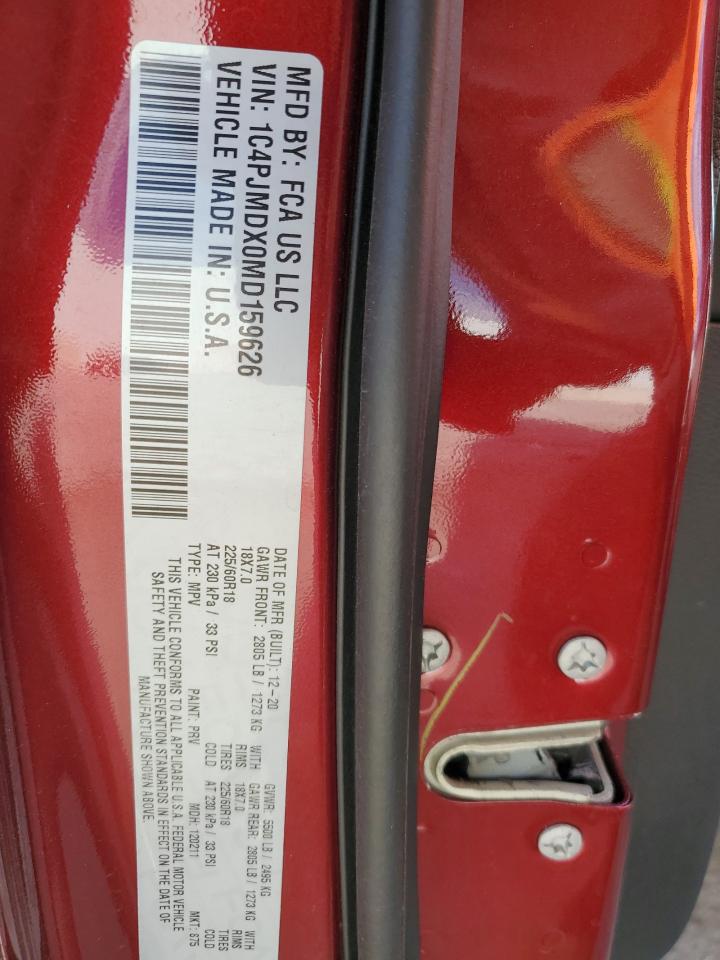 MFD BY: FCA US LLC
VIN: 1C4PJMDX0MD159626
VEHICLE MADE IN: U.S.A.
DATE OF MFR (BUILT): 12-20 GVWR: 5500 LB / 2495 KG
GAWR FRONT: 2805 LB / 1273 KG WITH GAWR REAR: 2805 LB / 1273 KG WITH
18X7.0 RIMS 18X7.0 RIMS
225/60R18 TIRES 225/60R18 TIRES
AT 230 kPa / 33 PSI COLD AT 230 kPa / 33 PSI COLD
TYPE: MPV PAINT: PRV MDH: 120211 MKT: 675
THIS VEHICLE CONFORMS TO ALL APPLICABLE U.S.A. FEDERAL MOTOR VEHICLE
SAFETY AND THEFT PREVENTION STANDARDS IN EFFECT ON THE DATE OF
MANUFACTURE SHOWN ABOVE.